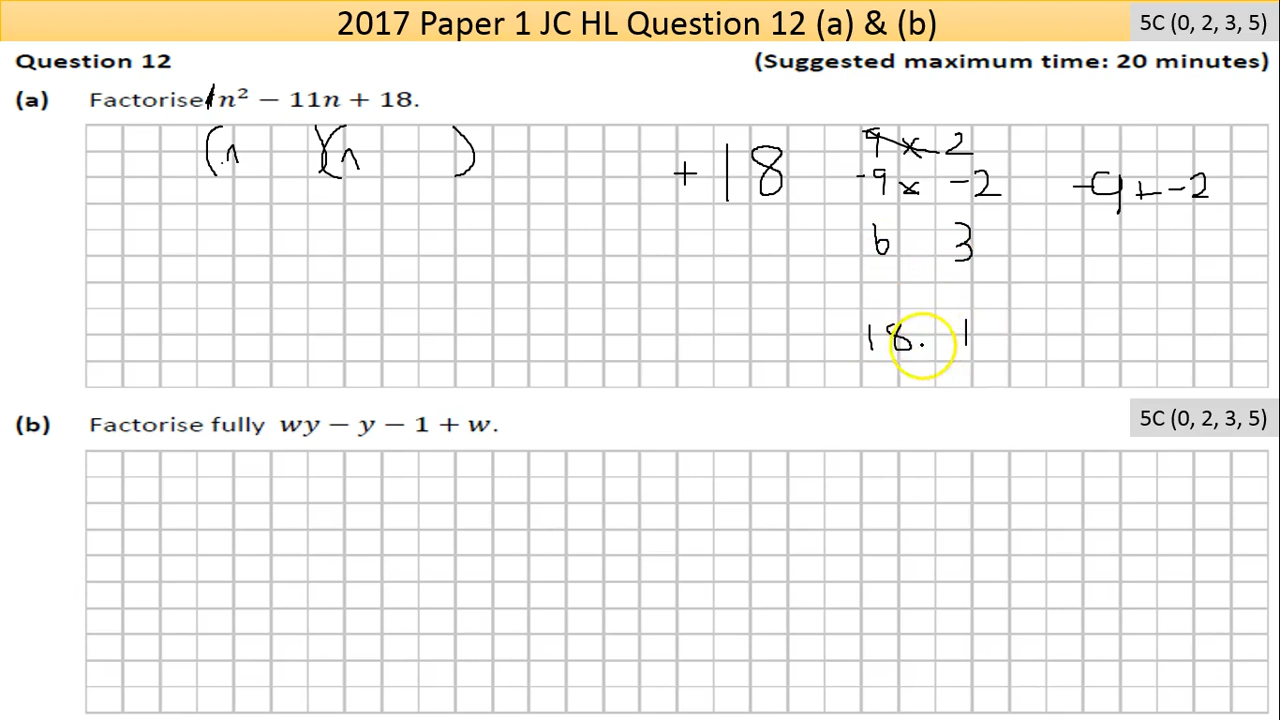 2017 Paper 1 JC HL Question 12 (a) & (b)
5C (0, 2, 3, 5)
Question 12 (Suggested maximum time: 20 minutes)
(a) Factorise 1n² − 11n + 18.
(n )(n )
+18
9 × 2
-9 × -2
-9 + -2
6 3
18. 1
(b) Factorise fully wy − y − 1 + w.
5C (0, 2, 3, 5)